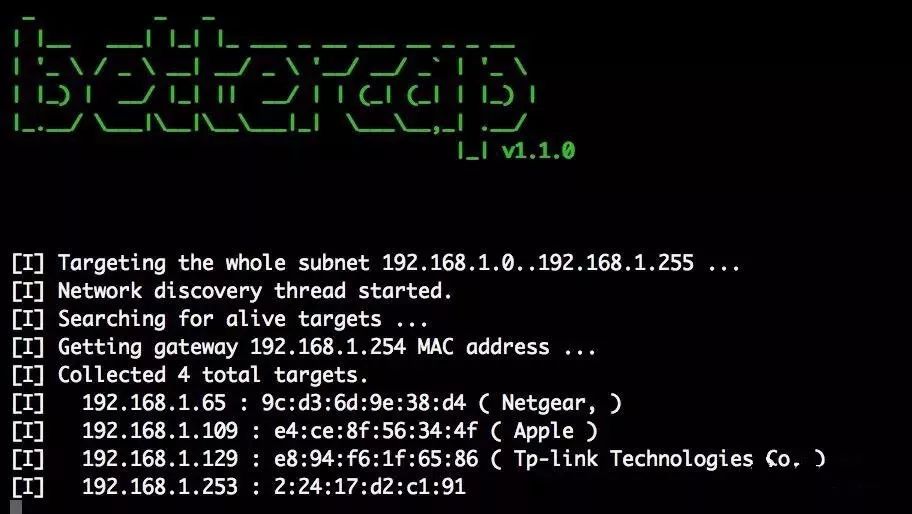 bettercap
v1.1.0
[I] Targeting the whole subnet 192.168.1.0..192.168.1.255 ...
[I] Network discovery thread started.
[I] Searching for alive targets ...
[I] Getting gateway 192.168.1.254 MAC address ...
[I] Collected 4 total targets.
[I]   192.168.1.65 : 9c:d3:6d:9e:38:d4 ( Netgear, )
[I]   192.168.1.109 : e4:ce:8f:56:34:4f ( Apple )
[I]   192.168.1.129 : e8:94:f6:1f:65:86 ( Tp-link Technologies Co. )
[I]   192.168.1.253 : 2:24:17:d2:c1:91